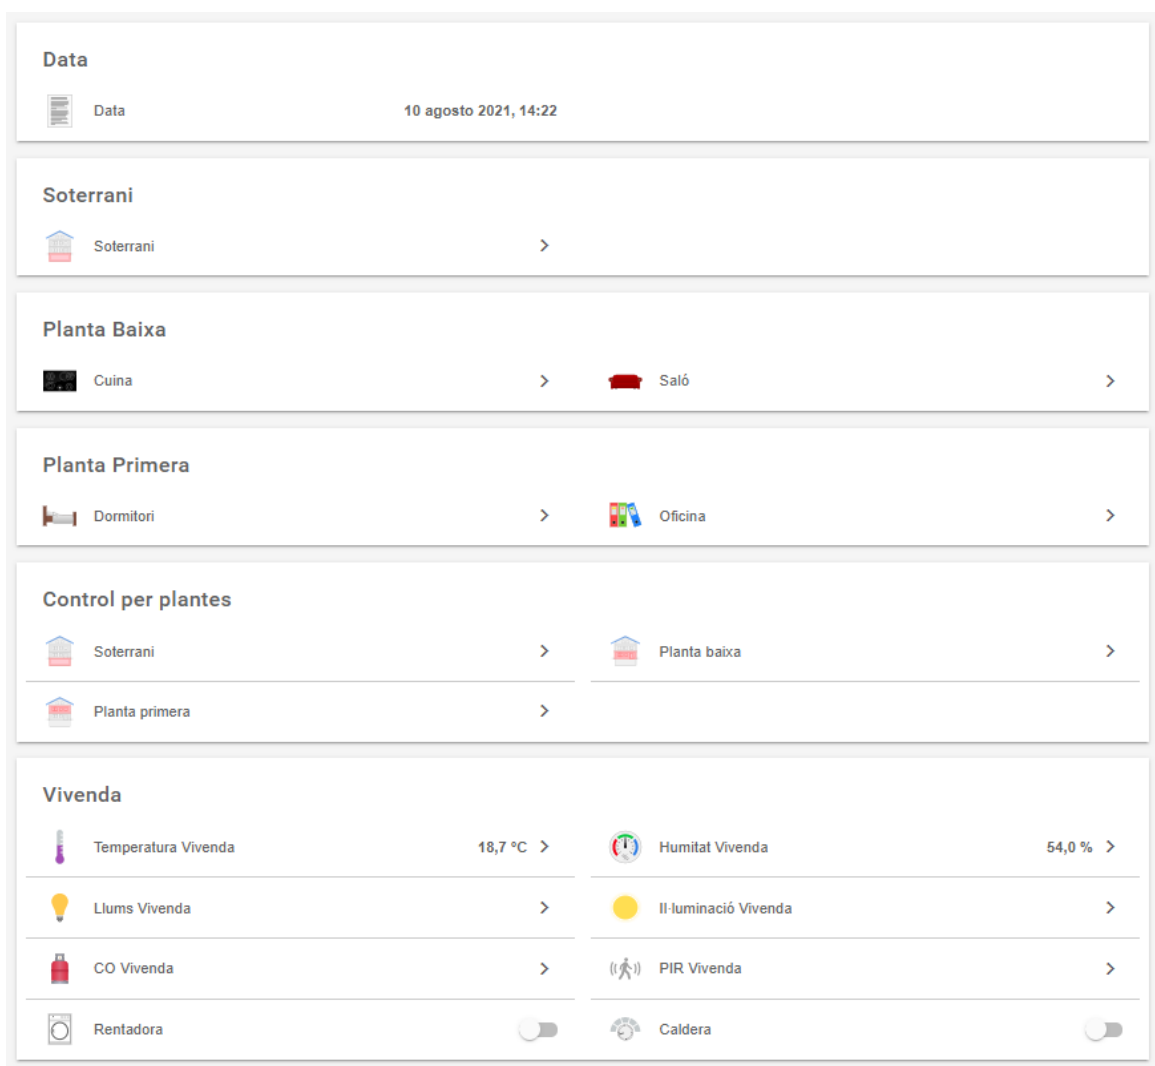 Data
Data 10 agosto 2021, 14:22
Soterrani
Soterrani
Planta Baixa
Cuina Saló
Planta Primera
Dormitori Oficina
Control per plantes
Soterrani Planta baixa
Planta primera
Vivenda
Temperatura Vivenda 18,7 °C Humitat Vivenda 54,0 %
Llums Vivenda Il·luminació Vivenda
CO Vivenda PIR Vivenda
Rentadora Caldera